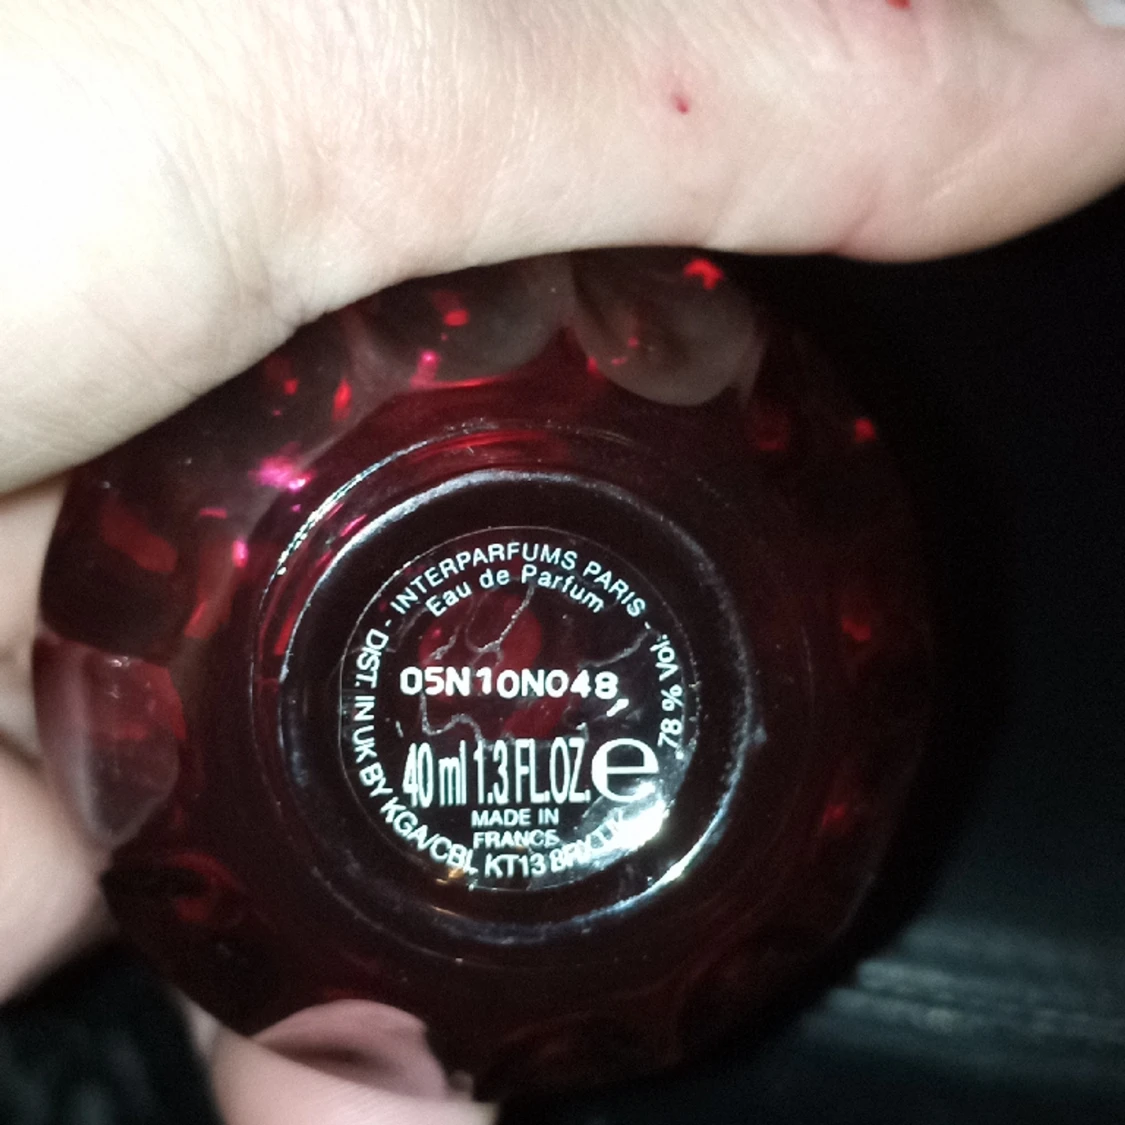 - INTERPARFUMS PARIS -
Eau de Parfum
Vol. % 78
05N10N048
40 ml 1.3 FL.OZ. e
MADE IN
FRANCE
DIST. IN UK BY KGA/CBL KT13